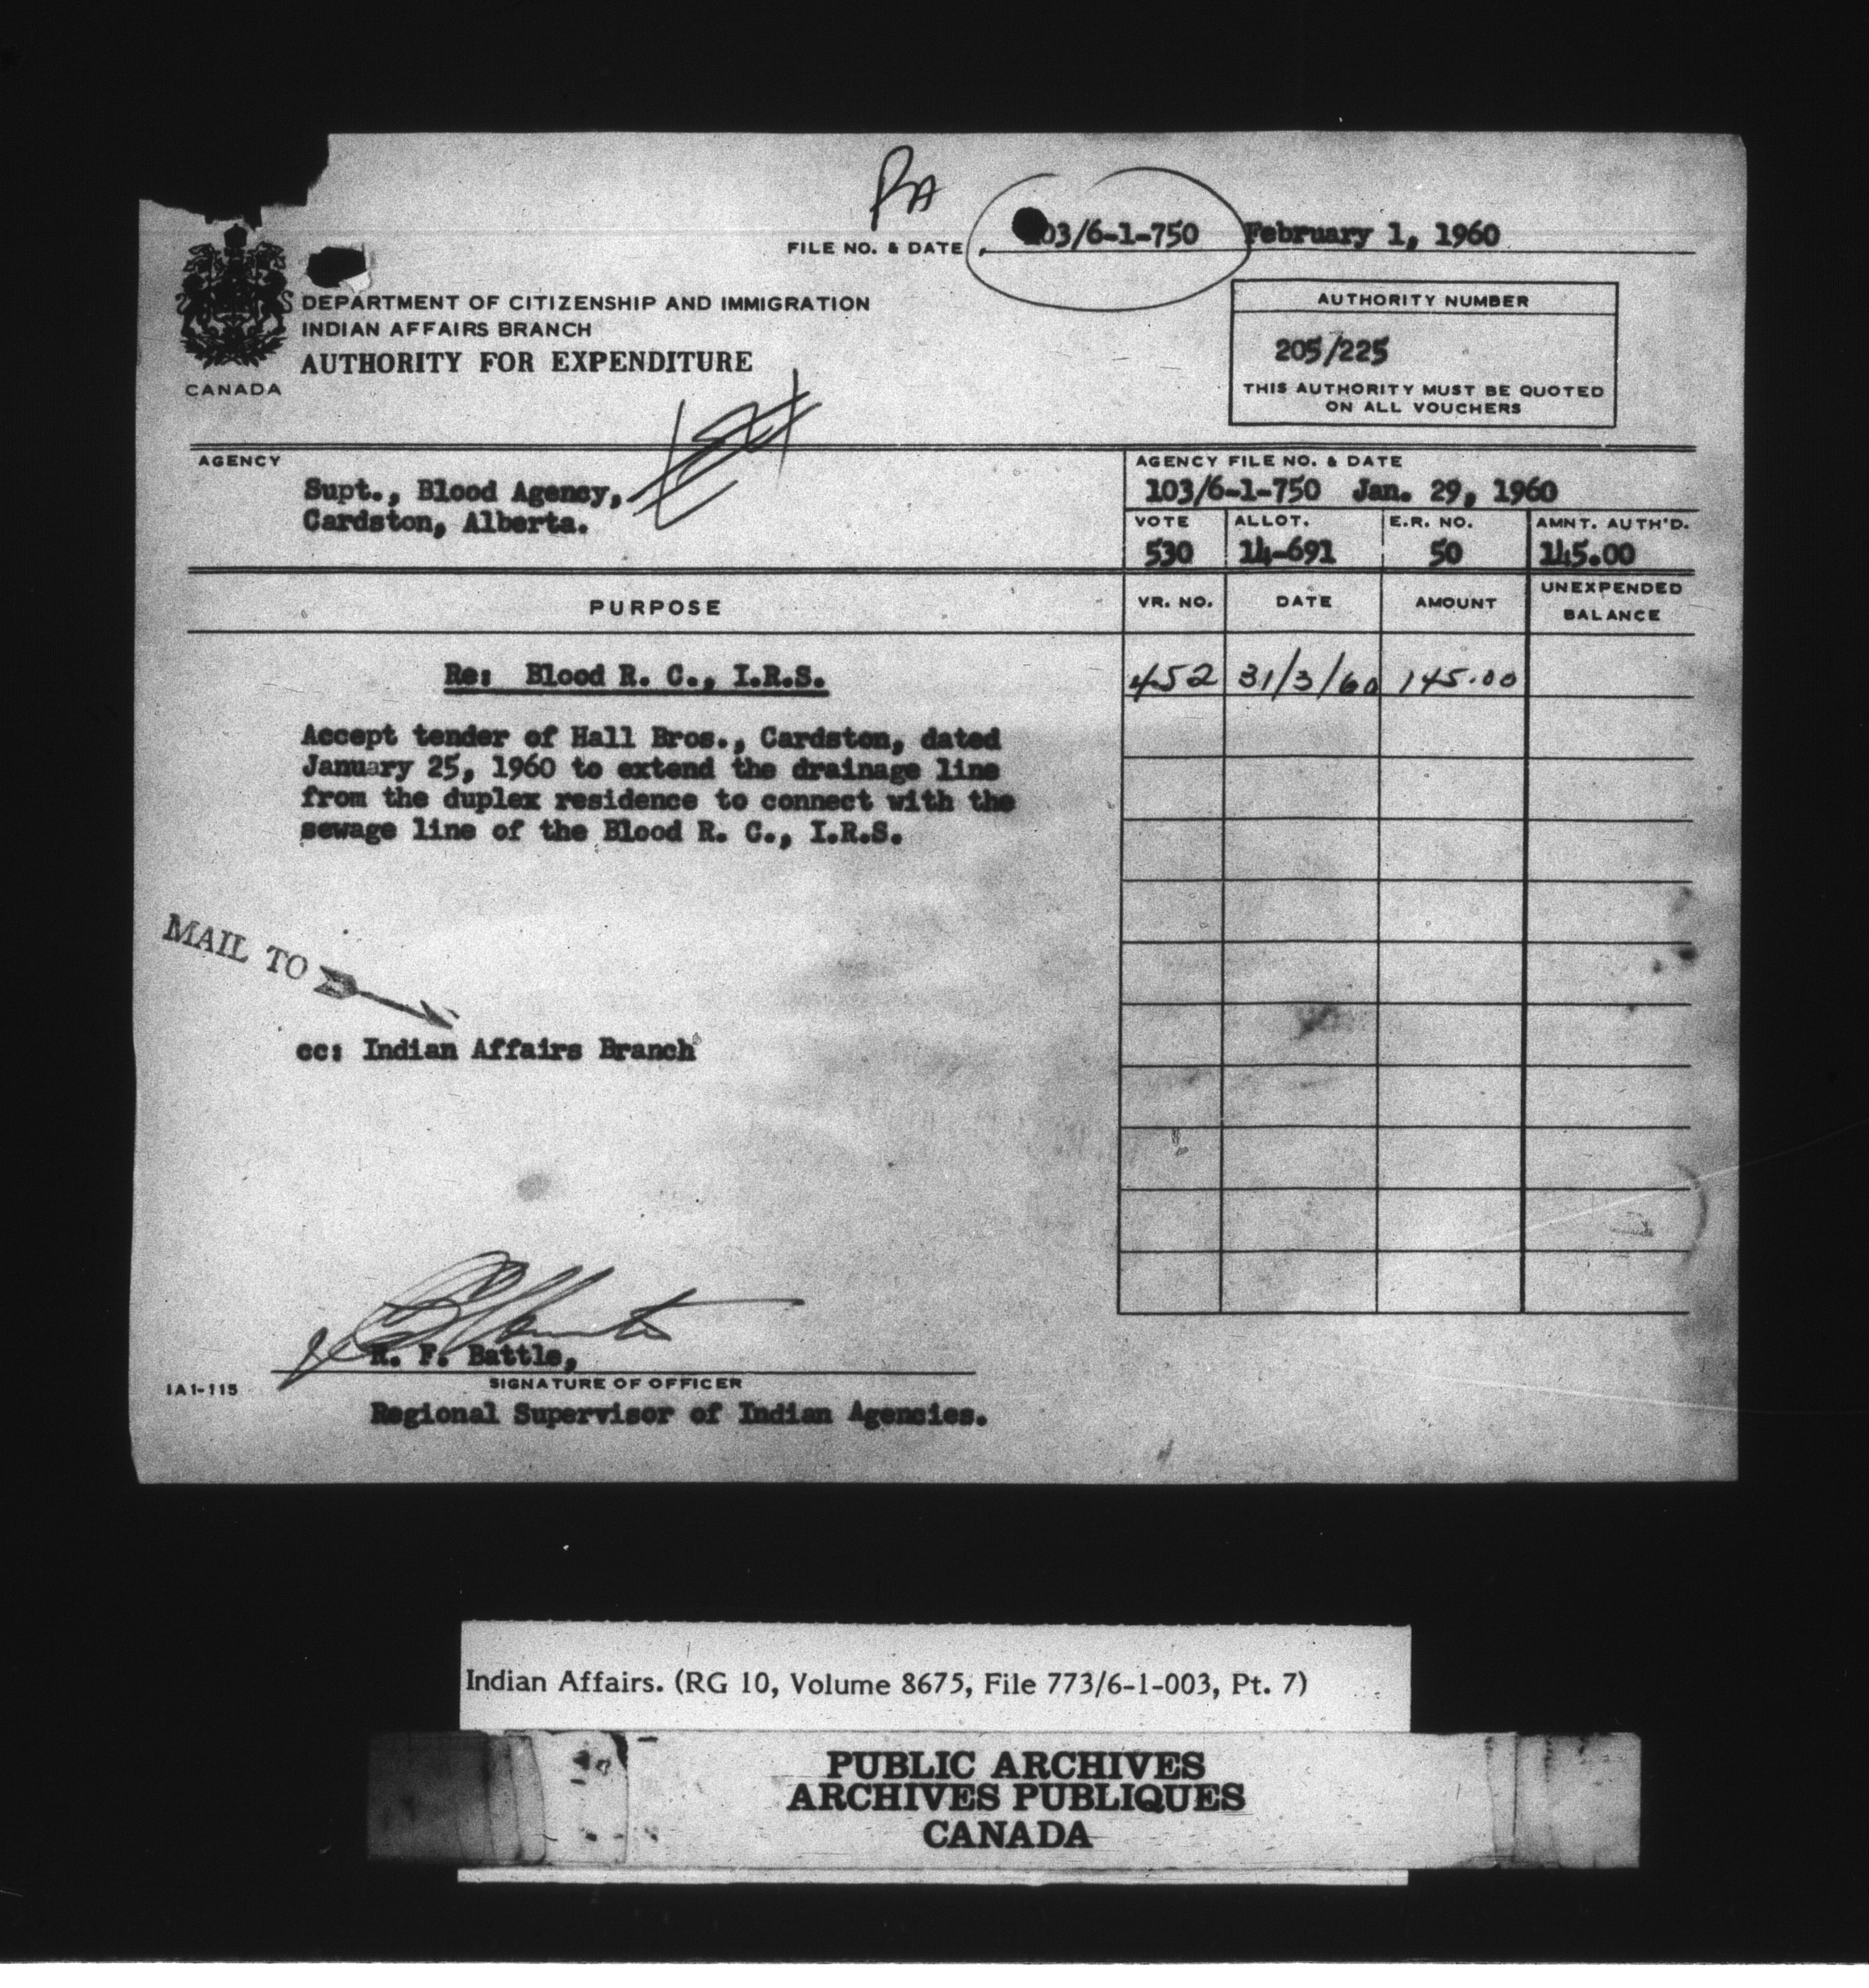 PA
FILE NO. & DATE 103/6-1-750 February 1, 1960
DEPARTMENT OF CITIZENSHIP AND IMMIGRATION
INDIAN AFFAIRS BRANCH
AUTHORITY FOR EXPENDITURE
CANADA
AUTHORITY NUMBER
205/225
THIS AUTHORITY MUST BE QUOTED
ON ALL VOUCHERS
AGENCY
Supt., Blood Agency,
Cardston, Alberta.
AGENCY FILE NO. & DATE
103/6-1-750 Jan. 29, 1960
VOTE ALLOT. E.R. NO. AMNT. AUTH'D.
530 14-691 50 145.00
PURPOSE
VR. NO. DATE AMOUNT UNEXPENDED BALANCE
452 31/3/60 145.00
Re: Blood R. C., I.R.S.
Accept tender of Hall Bros., Cardston, dated
January 25, 1960 to extend the drainage line
from the duplex residence to connect with the
sewage line of the Blood R. C., I.R.S.
MAIL TO
cc: Indian Affairs Branch
R. F. Battle,
SIGNATURE OF OFFICER
IA1-115
Regional Supervisor of Indian Agencies.
Indian Affairs. (RG 10, Volume 8675, File 773/6-1-003, Pt. 7)
PUBLIC ARCHIVES
ARCHIVES PUBLIQUES
CANADA